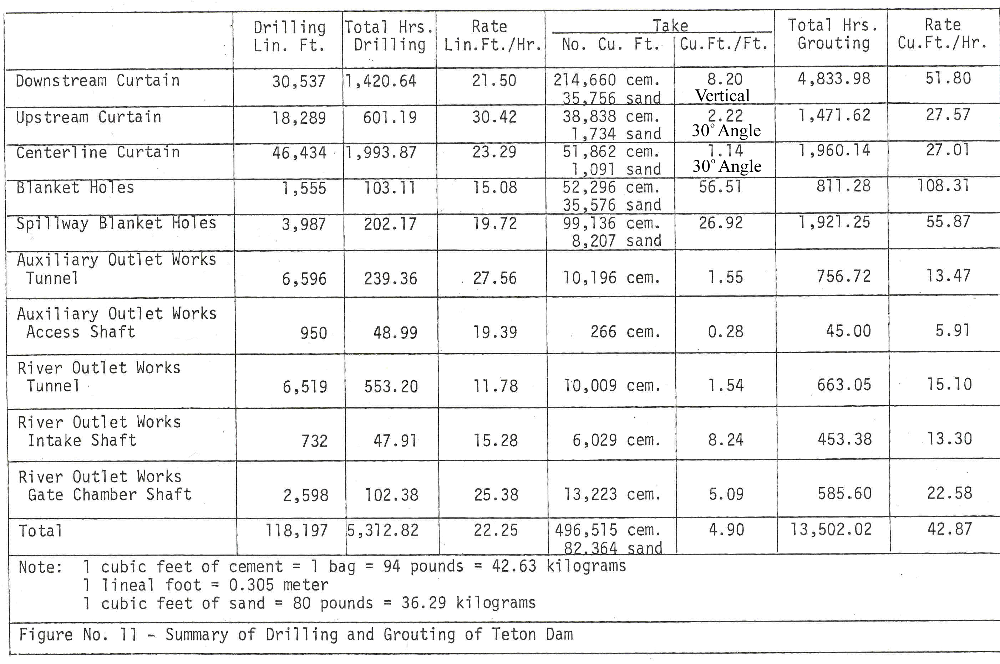 Drilling Total Hrs. Rate Take Total Hrs. Rate
Lin. Ft. Drilling Lin.Ft./Hr. No. Cu. Ft. Cu.Ft./Ft. Grouting Cu.Ft./Hr.
Downstream Curtain 30,537 1,420.64 21.50 214,660 cem. 8.20 4,833.98 51.80
35,756 sand Vertical
Upstream Curtain 18,289 601.19 30.42 38,838 cem. 2.22 1,471.62 27.57
1,734 sand 30° Angle
Centerline Curtain 46,434 1,993.87 23.29 51,862 cem. 1.14 1,960.14 27.01
1,091 sand 30° Angle
Blanket Holes 1,555 103.11 15.08 52,296 cem. 56.51 811.28 108.31
35,576 sand
Spillway Blanket Holes 3,987 202.17 19.72 99,136 cem. 26.92 1,921.25 55.87
8,207 sand
Auxiliary Outlet Works
Tunnel 6,596 239.36 27.56 10,196 cem. 1.55 756.72 13.47
Auxiliary Outlet Works
Access Shaft 950 48.99 19.39 266 cem. 0.28 45.00 5.91
River Outlet Works
Tunnel 6,519 553.20 11.78 10,009 cem. 1.54 663.05 15.10
River Outlet Works
Intake Shaft 732 47.91 15.28 6,029 cem. 8.24 453.38 13.30
River Outlet Works
Gate Chamber Shaft 2,598 102.38 25.38 13,223 cem. 5.09 585.60 22.58
Total 118,197 5,312.82 22.25 496,515 cem. 4.90 13,502.02 42.87
82.364 sand
Note: 1 cubic feet of cement = 1 bag = 94 pounds = 42.63 kilograms
1 lineal foot = 0.305 meter
1 cubic feet of sand = 80 pounds = 36.29 kilograms
Figure No. 11 - Summary of Drilling and Grouting of Teton Dam